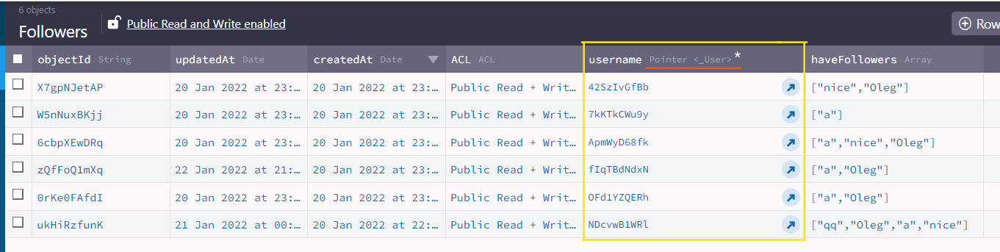 6 objects
Followers Public Read and Write enabled Row
objectId String updatedAt Date createdAt Date ACL ACL username Pointer <_User> * haveFollowers Array
X7gpNJetAP 20 Jan 2022 at 23:… 20 Jan 2022 at 23:… Public Read + Writ… 42SzIvGfBb ["nice","Oleg"]
W5nNuxBKjj 20 Jan 2022 at 23:… 20 Jan 2022 at 23:… Public Read + Writ… 7kKTkCWu9y ["a"]
6cbpXEwDRq 20 Jan 2022 at 23:… 20 Jan 2022 at 23:… Public Read + Writ… ApmWyD68fk ["a","nice","Oleg"]
zQfFoQ1mXq 22 Jan 2022 at 21:… 20 Jan 2022 at 23:… Public Read + Writ… fIqTBdNdxN ["a","Oleg"]
0rKe0FAfdI 20 Jan 2022 at 23:… 20 Jan 2022 at 23:… Public Read + Writ… OFd1YZQERh ["a","Oleg"]
ukHiRzfunK 21 Jan 2022 at 00:… 20 Jan 2022 at 22:… Public Read + Writ… NDcvwB1WRl ["qq","Oleg","a","nice"]